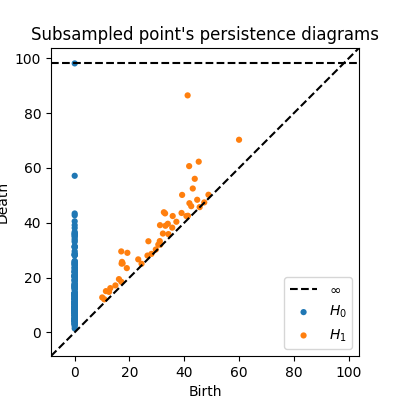 Subsampled point's persistence diagrams
100
80
60
40
20
0
Death
0 20 40 60 80 100
Birth
∞
H₀
H₁